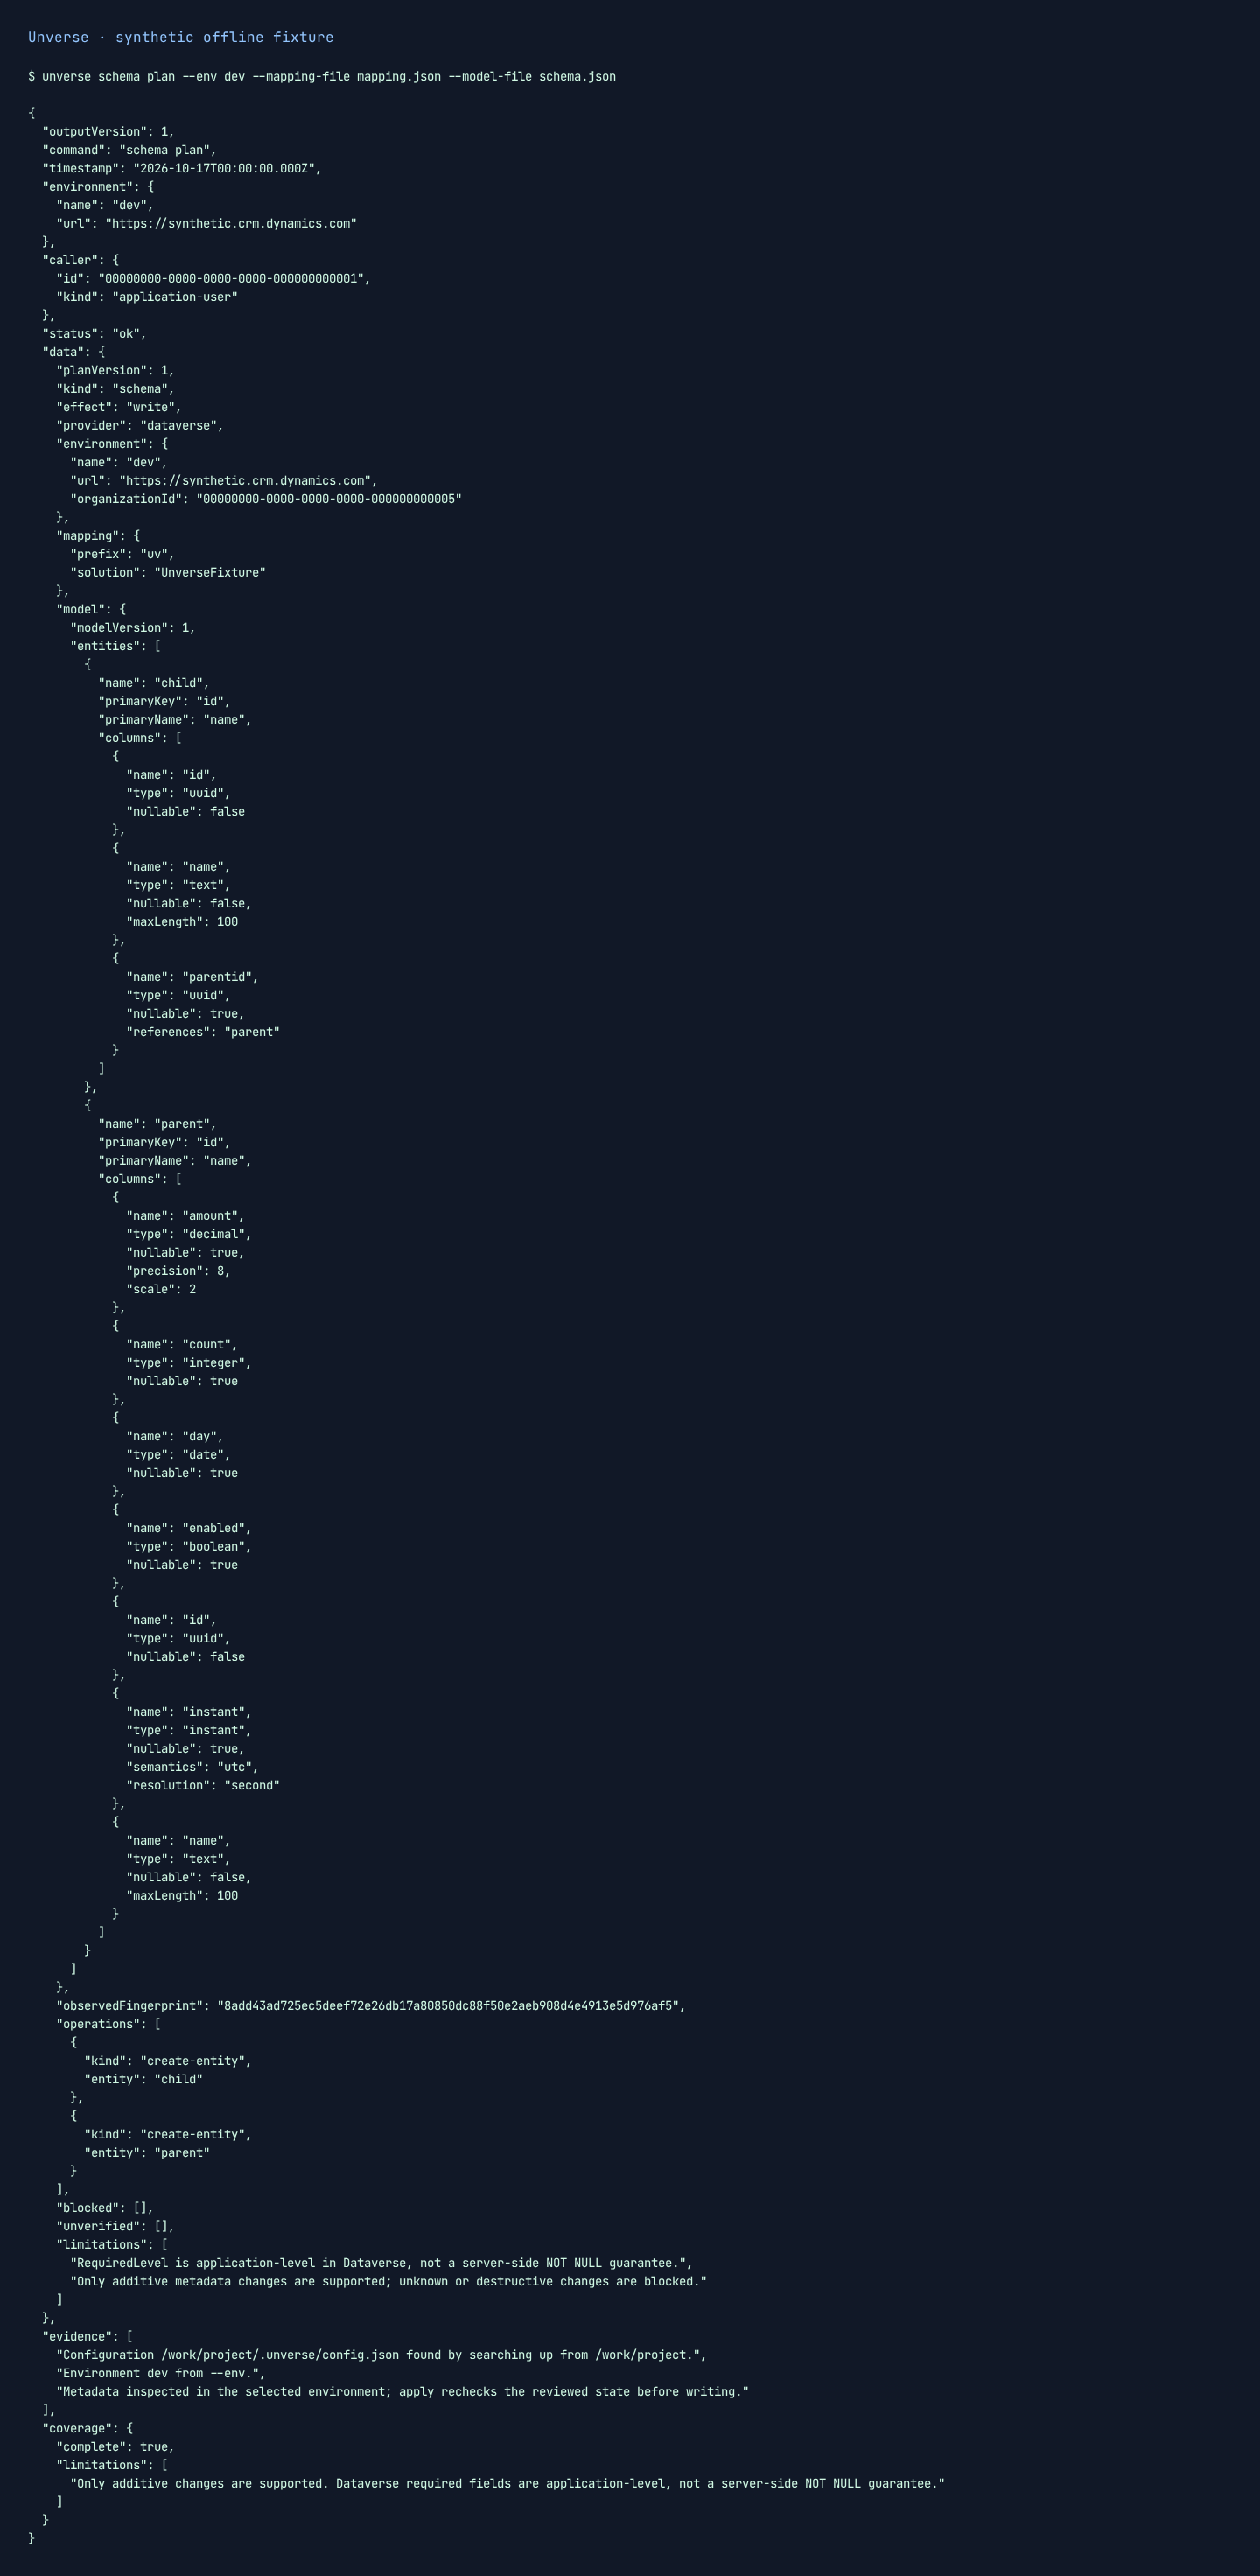 Unverse · synthetic offline fixture
$ unverse schema plan --env dev --mapping-file mapping.json --model-file schema.json
{
  "outputVersion": 1,
  "command": "schema plan",
  "timestamp": "2026-10-17T00:00:00.000Z",
  "environment": {
    "name": "dev",
    "url": "https://synthetic.crm.dynamics.com"
  },
  "caller": {
    "id": "00000000-0000-0000-0000-000000000001",
    "kind": "application-user"
  },
  "status": "ok",
  "data": {
    "planVersion": 1,
    "kind": "schema",
    "effect": "write",
    "provider": "dataverse",
    "environment": {
      "name": "dev",
      "url": "https://synthetic.crm.dynamics.com",
      "organizationId": "00000000-0000-0000-0000-000000000005"
    },
    "mapping": {
      "prefix": "uv",
      "solution": "UnverseFixture"
    },
    "model": {
      "modelVersion": 1,
      "entities": [
        {
          "name": "child",
          "primaryKey": "id",
          "primaryName": "name",
          "columns": [
            {
              "name": "id",
              "type": "uuid",
              "nullable": false
            },
            {
              "name": "name",
              "type": "text",
              "nullable": false,
              "maxLength": 100
            },
            {
              "name": "parentid",
              "type": "uuid",
              "nullable": true,
              "references": "parent"
            }
          ]
        },
        {
          "name": "parent",
          "primaryKey": "id",
          "primaryName": "name",
          "columns": [
            {
              "name": "amount",
              "type": "decimal",
              "nullable": true,
              "precision": 8,
              "scale": 2
            },
            {
              "name": "count",
              "type": "integer",
              "nullable": true
            },
            {
              "name": "day",
              "type": "date",
              "nullable": true
            },
            {
              "name": "enabled",
              "type": "boolean",
              "nullable": true
            },
            {
              "name": "id",
              "type": "uuid",
              "nullable": false
            },
            {
              "name": "instant",
              "type": "instant",
              "nullable": true,
              "semantics": "utc",
              "resolution": "second"
            },
            {
              "name": "name",
              "type": "text",
              "nullable": false,
              "maxLength": 100
            }
          ]
        }
      ]
    },
    "observedFingerprint": "8add43ad725ec5deef72e26db17a80850dc88f50e2aeb908d4e4913e5d976af5",
    "operations": [
      {
        "kind": "create-entity",
        "entity": "child"
      },
      {
        "kind": "create-entity",
        "entity": "parent"
      }
    ],
    "blocked": [],
    "unverified": [],
    "limitations": [
      "RequiredLevel is application-level in Dataverse, not a server-side NOT NULL guarantee.",
      "Only additive metadata changes are supported; unknown or destructive changes are blocked."
    ]
  },
  "evidence": [
    "Configuration /work/project/.unverse/config.json found by searching up from /work/project.",
    "Environment dev from --env.",
    "Metadata inspected in the selected environment; apply rechecks the reviewed state before writing."
  ],
  "coverage": {
    "complete": true,
    "limitations": [
      "Only additive changes are supported. Dataverse required fields are application-level, not a server-side NOT NULL guarantee."
    ]
  }
}